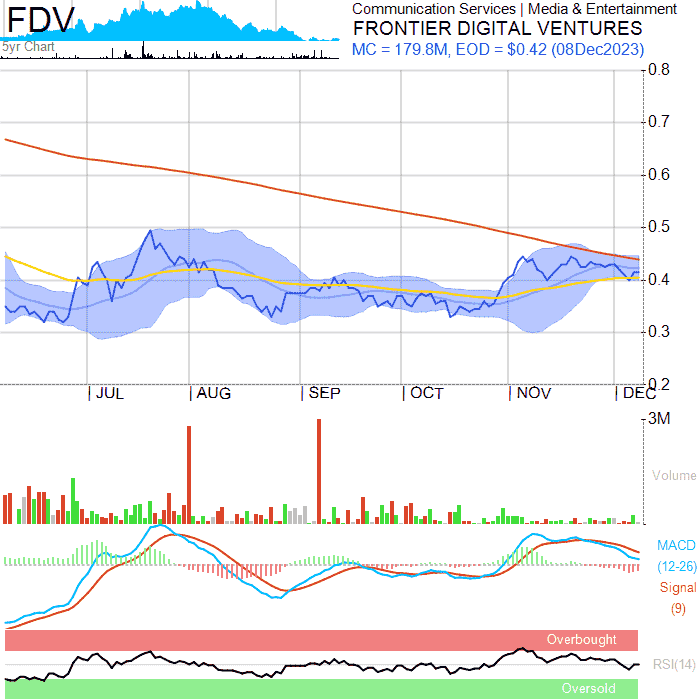 FDV
5yr Chart
Communication Services | Media & Entertainment
FRONTIER DIGITAL VENTURES
MC = 179.8M, EOD = $0.42 (08Dec2023)
0.8
0.7
0.6
0.5
0.4
0.3
0.2
JUL AUG SEP OCT NOV DEC
3M
Volume
MACD
(12-26)
Signal
(9)
Overbought
RSI(14)
Oversold